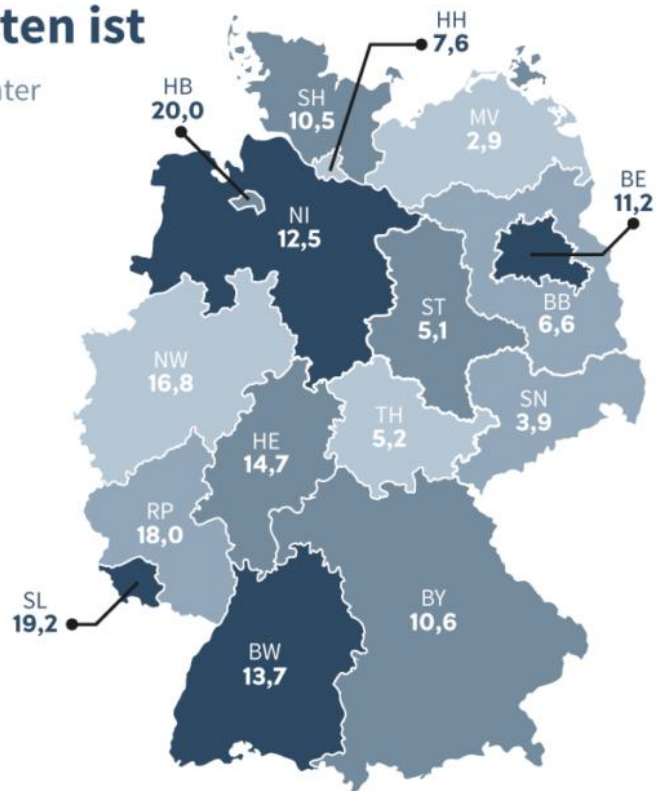 ten ist
HH
7,6
HB
20,0
SH
10,5
MV
2,9
BE
11,2
NI
12,5
ST
5,1
BB
6,6
NW
16,8
SN
3,9
TH
5,2
HE
14,7
RP
18,0
SL
19,2
BY
10,6
BW
13,7